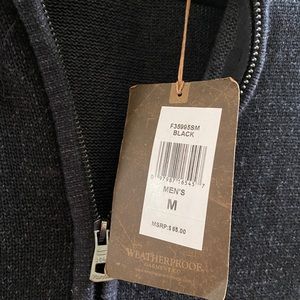 F35995SM
BLACK
MEN'S
M
MSRP:$ 65.00
WEATHERPROOF